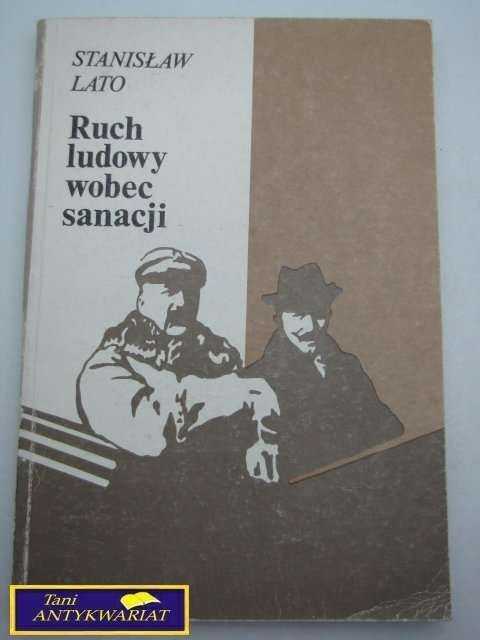 STANISŁAW
LATO
Ruch
ludowy
wobec
sanacji
Tani
ANTYKWARIAT